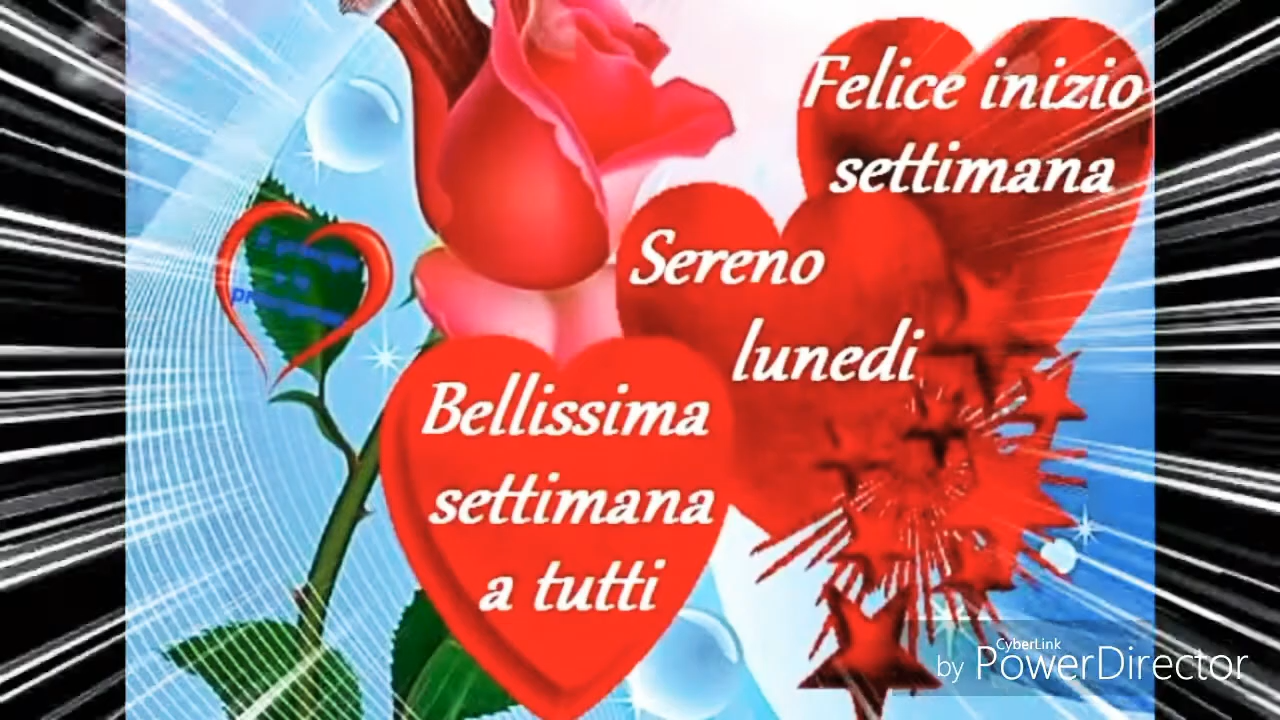 Felice inizio
settimana
Sereno
lunedi
Bellissima
settimana
a tutti
CyberLink
by PowerDirector